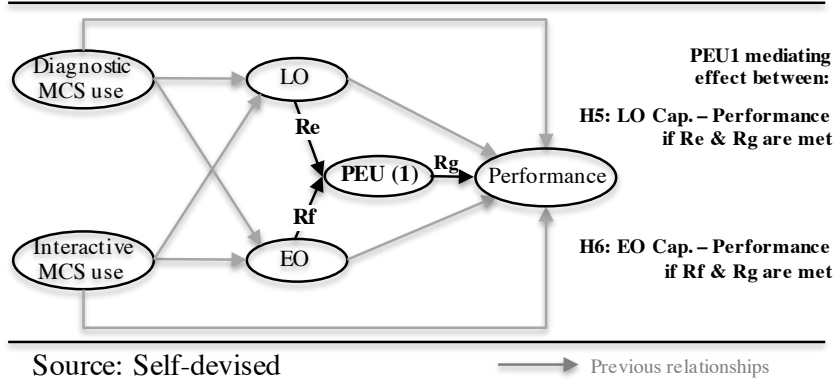 Diagnostic
MCS use
LO
Re
PEU (1)
Rg
Performance
Rf
Interactive
MCS use
EO
PEU1 mediating
effect between:
H5: LO Cap. – Performance
if Re & Rg are met
H6: EO Cap. – Performance
if Rf & Rg are met
Source: Self-devised
Previous relationships